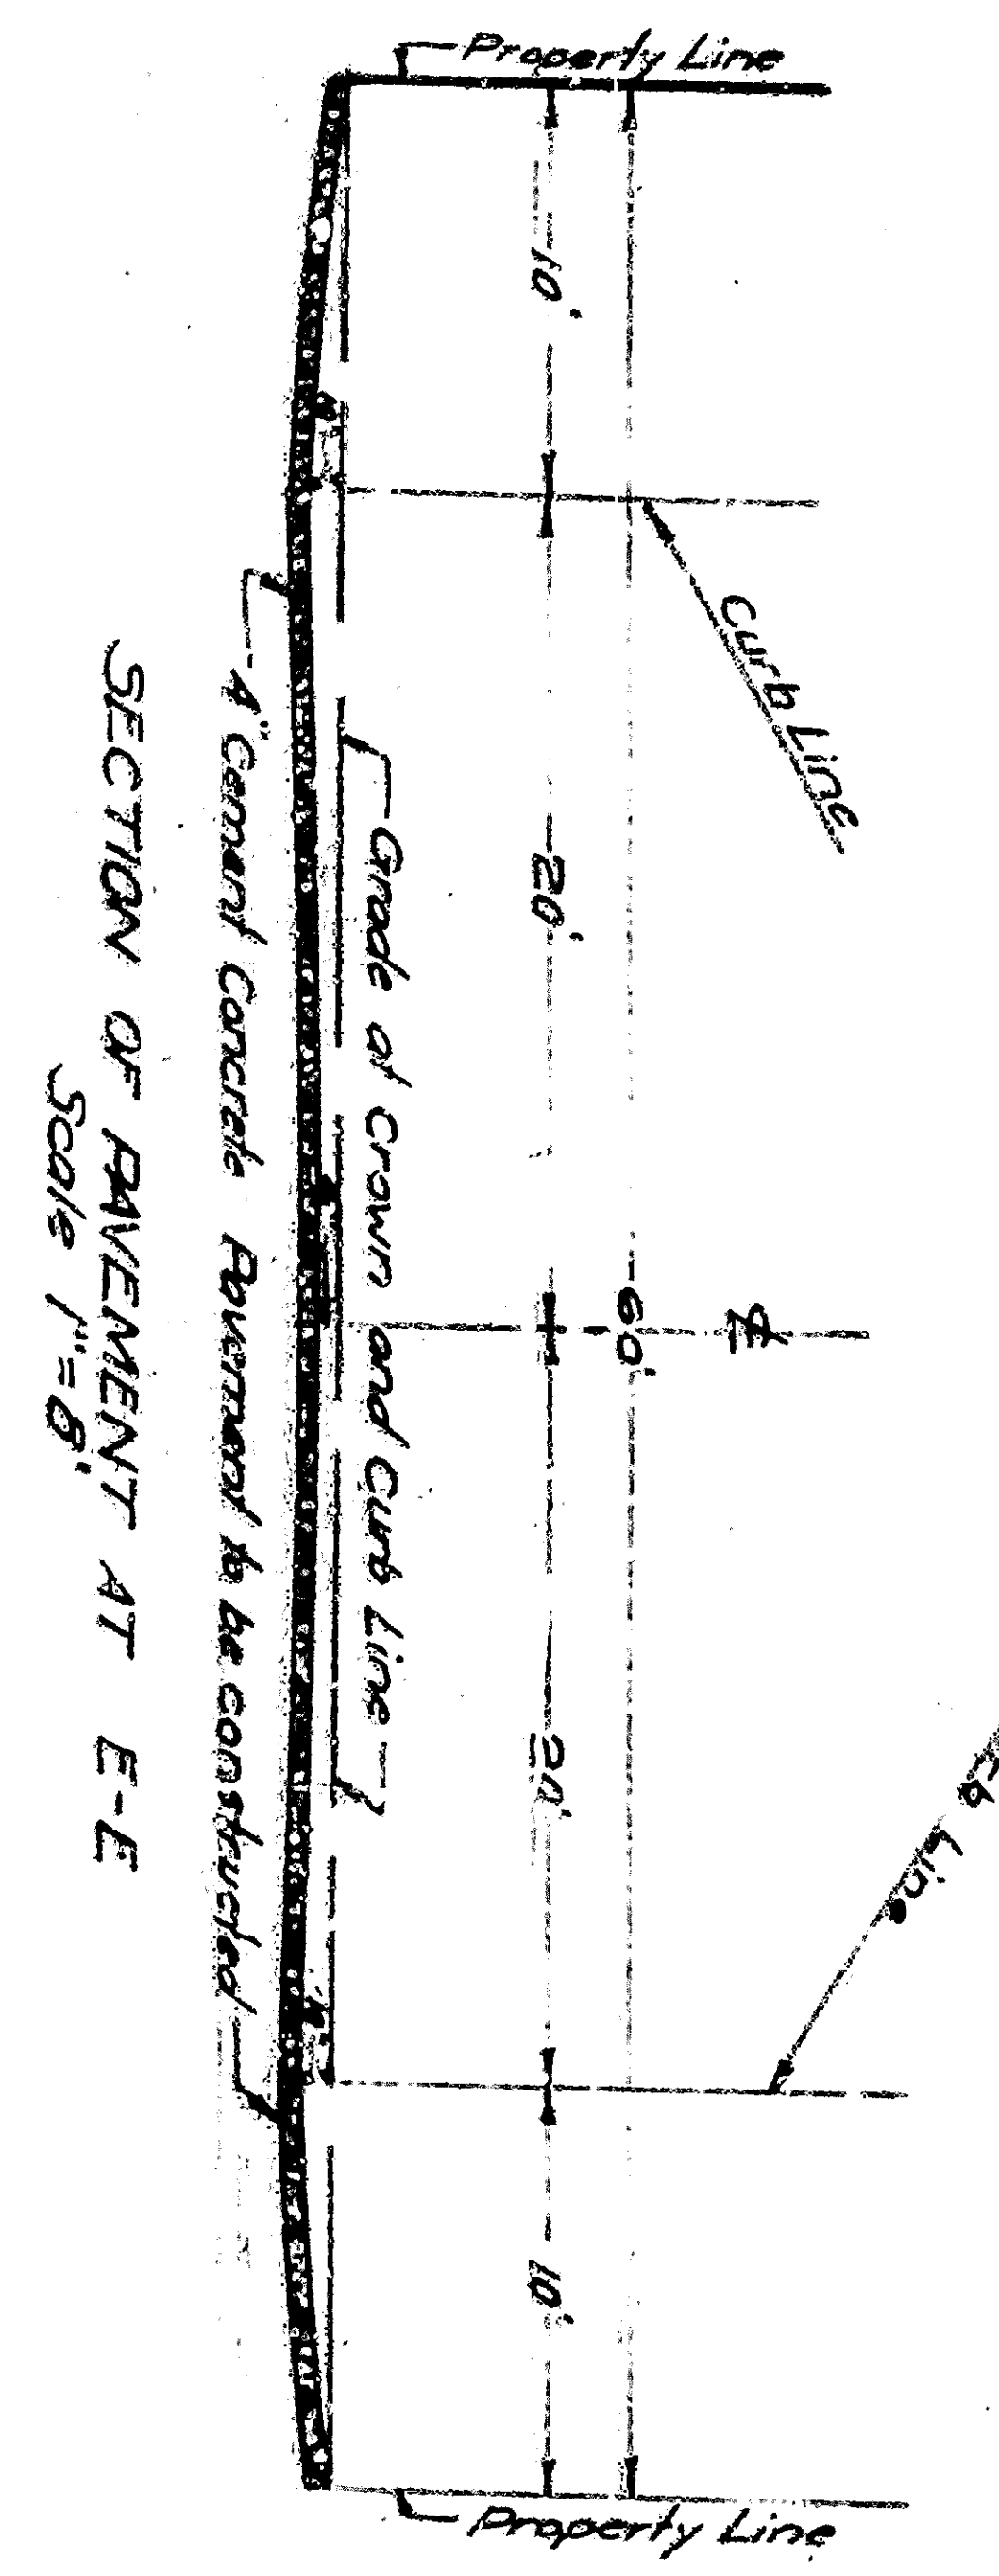 Property Line
10'
20'
20'
10'
60'
Curb Line
Line
Grade at Crown and Curb Line
4" Cement Concrete Pavement to be constructed
SECTION OF PAVEMENT AT E-E
Scale 1"=8'
Property Line